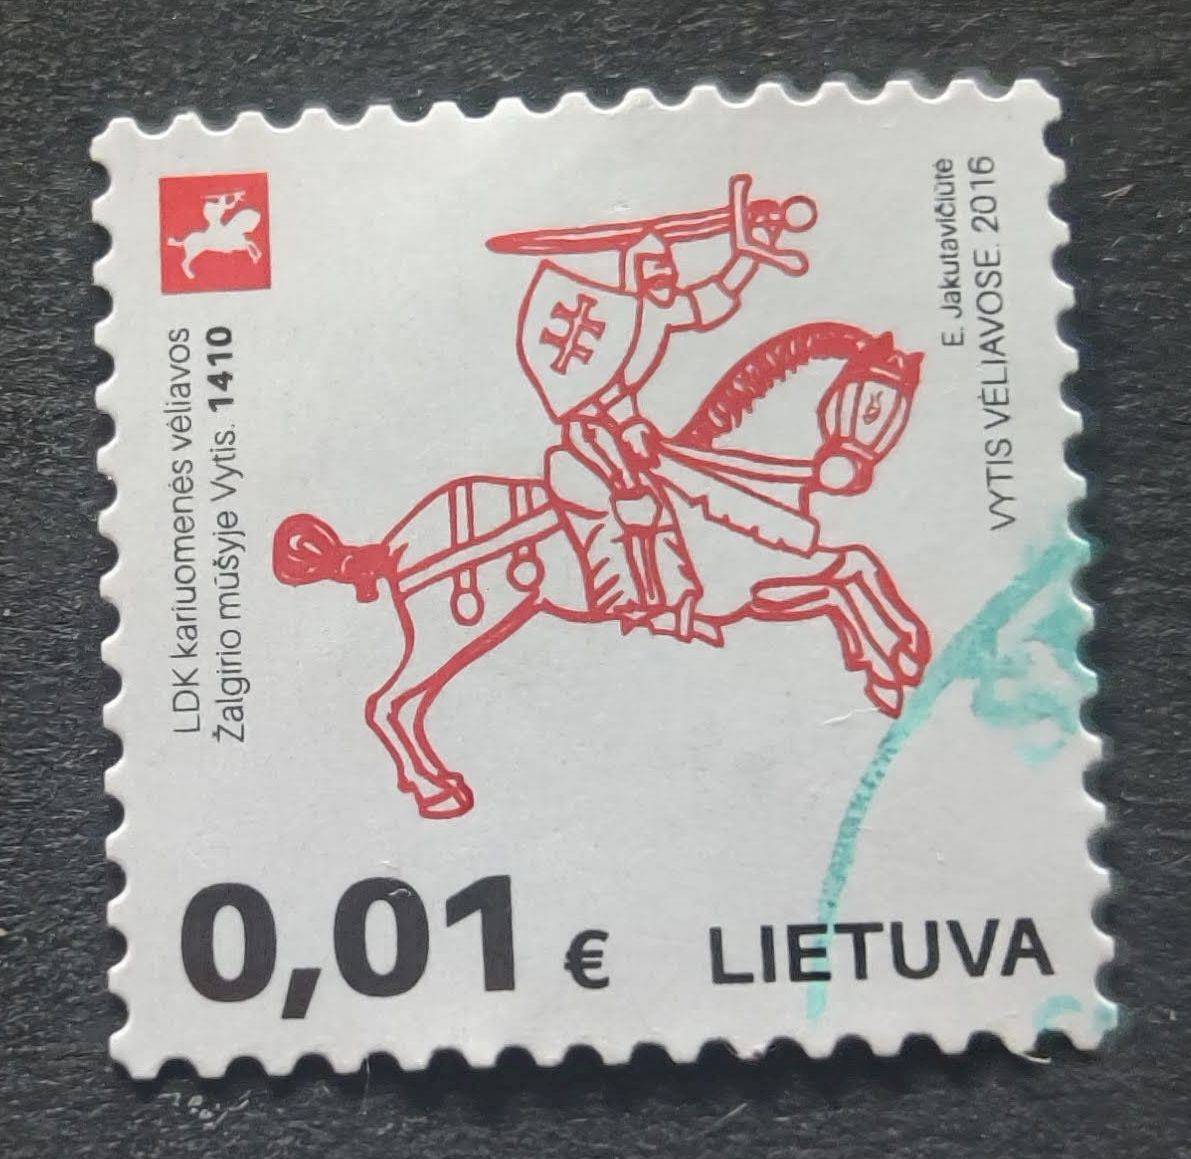 LDK kariuomenės vėliavos
Žalgirio mūšyje Vytis. 1410
E. Jakutavičiūtė
VYTIS VĖLIAVOSE. 2016
0,01 € LIETUVA